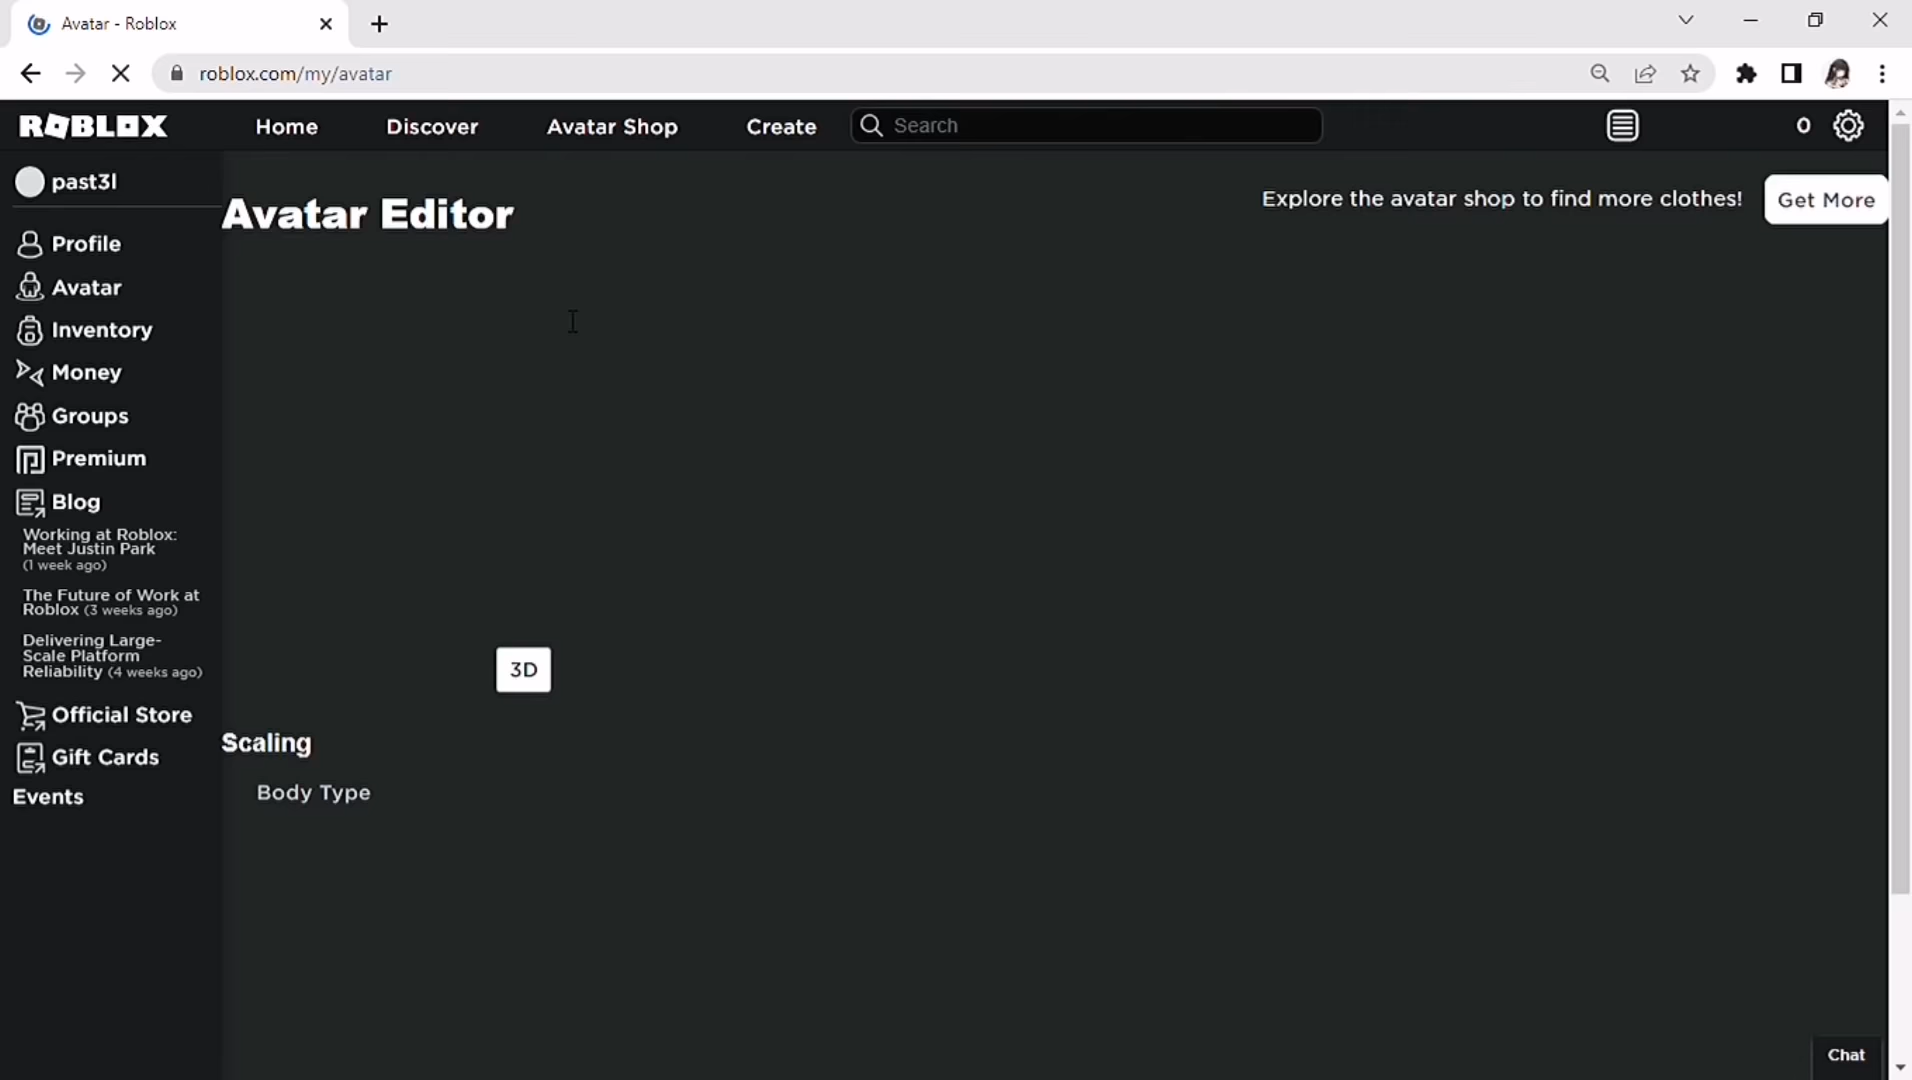 Avatar - Roblox
roblox.com/my/avatar
ROBLOX
Home
Discover
Avatar Shop
Create
Search
0
past3l
Avatar Editor
Explore the avatar shop to find more clothes!
Get More
Profile
Avatar
Inventory
Money
Groups
Premium
Blog
Working at Roblox:
Meet Justin Park
(1 week ago)
The Future of Work at
Roblox (3 weeks ago)
Delivering Large-
Scale Platform
Reliability (4 weeks ago)
Official Store
Gift Cards
Events
3D
Scaling
Body Type
Chat